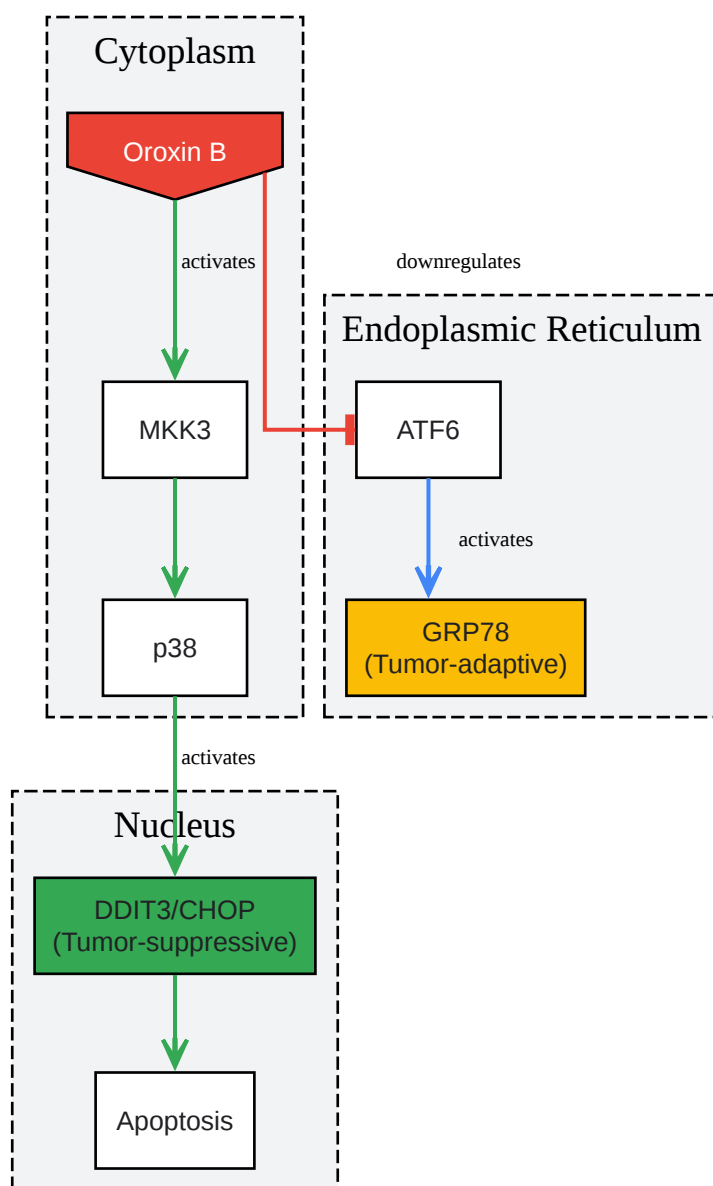 Cytoplasm
Oroxin B
activates
downregulates
Endoplasmic Reticulum
MKK3
ATF6
activates
p38
GRP78
(Tumor-adaptive)
activates
Nucleus
DDIT3/CHOP
(Tumor-suppressive)
Apoptosis